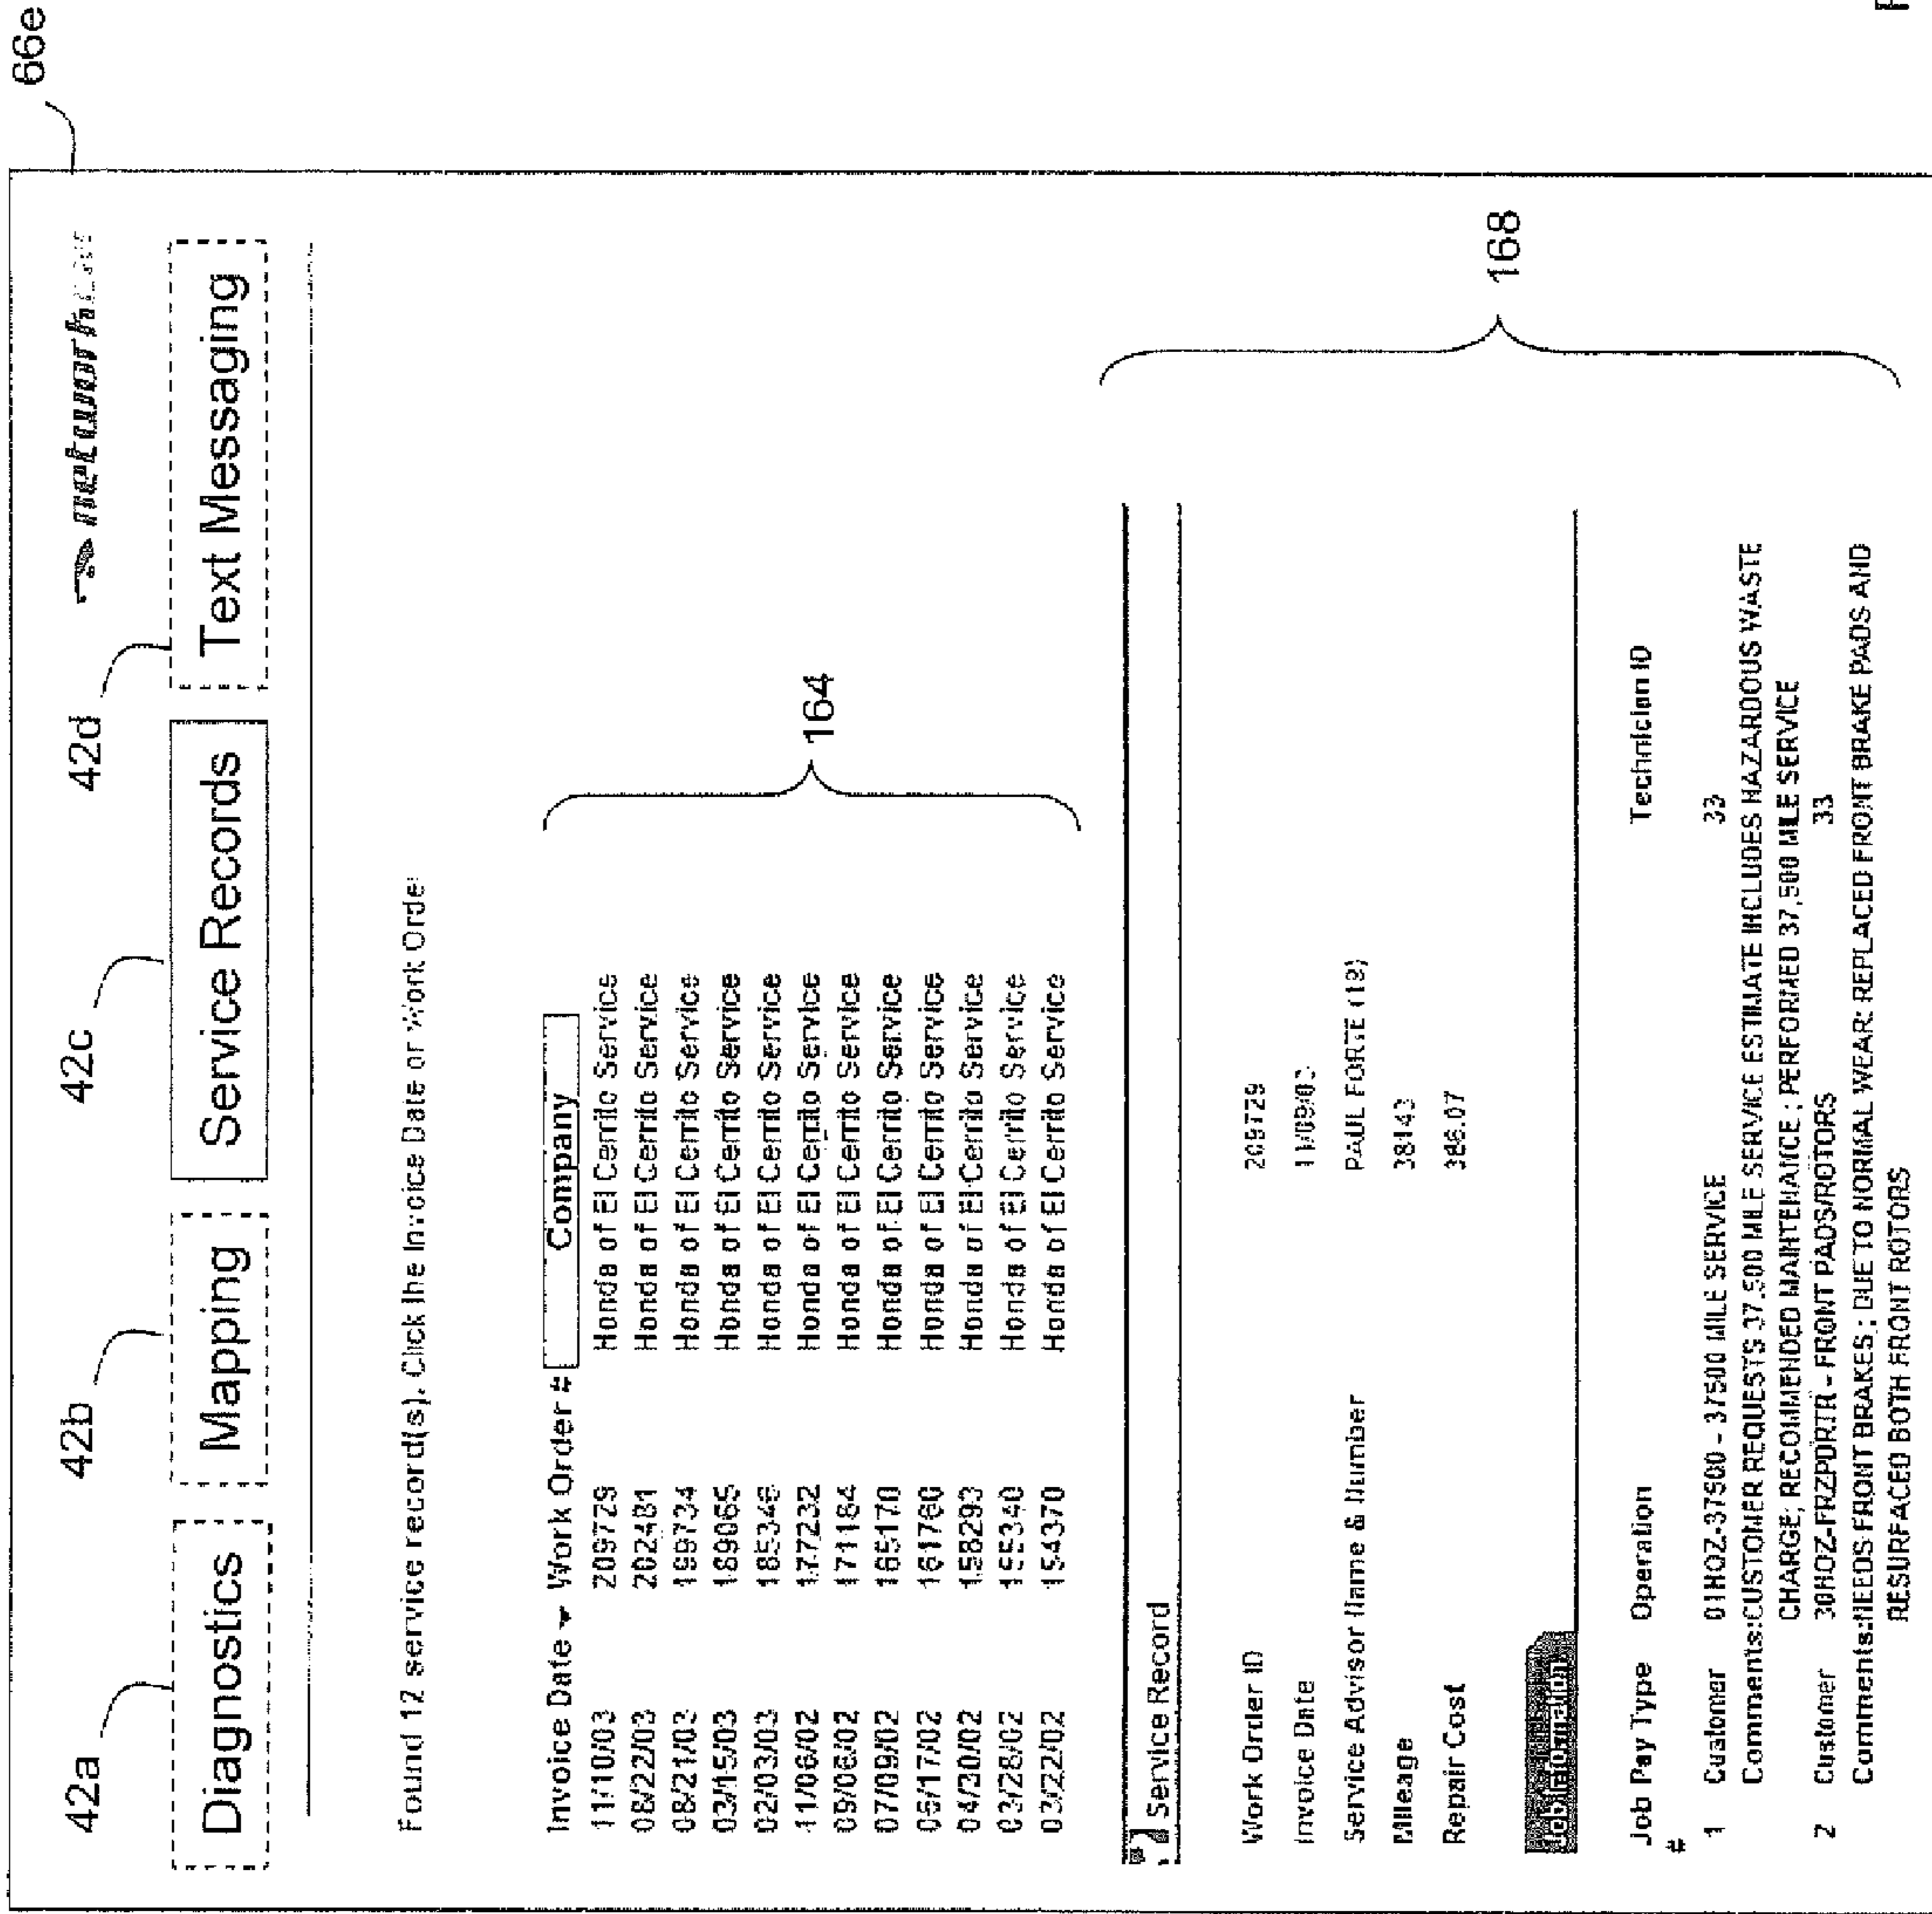 66e
42a 42b 42c 42d
Diagnostics Mapping Service Records Text Messaging
Found 12 service record(s). Click the Invoice Date or Work Order
Invoice Date Work Order # Company
11/10/03 209729 Honda of El Cerrito Service
08/22/03 202481 Honda of El Cerrito Service
08/21/03 199734 Honda of El Cerrito Service
03/15/03 189065 Honda of El Cerrito Service
02/03/03 185346 Honda of El Cerrito Service
11/06/02 177232 Honda of El Cerrito Service
09/06/02 171184 Honda of El Cerrito Service
07/09/02 165170 Honda of El Cerrito Service
06/17/02 161760 Honda of El Cerrito Service
04/30/02 158293 Honda of El Cerrito Service
03/28/02 155340 Honda of El Cerrito Service
03/22/02 154370 Honda of El Cerrito Service
164
Service Record
Work Order ID 209729
Invoice Date
Service Advisor Name & Number PAUL FORTE (18)
Mileage 38143
Repair Cost 386.07
168
Job Information
Job Pay Type Operation Technician ID
#
1 Customer 01HOZ-37500 - 37500 MILE SERVICE 33
Comments:CUSTOMER REQUESTS 37,500 MILE SERVICE ESTIMATE INCLUDES HAZARDOUS WASTE
CHARGE; RECOMMENDED MAINTENANCE ; PERFORMED 37,500 MILE SERVICE
2 Customer 30HOZ-FRZPDRTR - FRONT PADS/ROTORS 33
Comments:NEEDS FRONT BRAKES ; DUE TO NORMAL WEAR: REPLACED FRONT BRAKE PADS AND
RESURFACED BOTH FRONT ROTORS